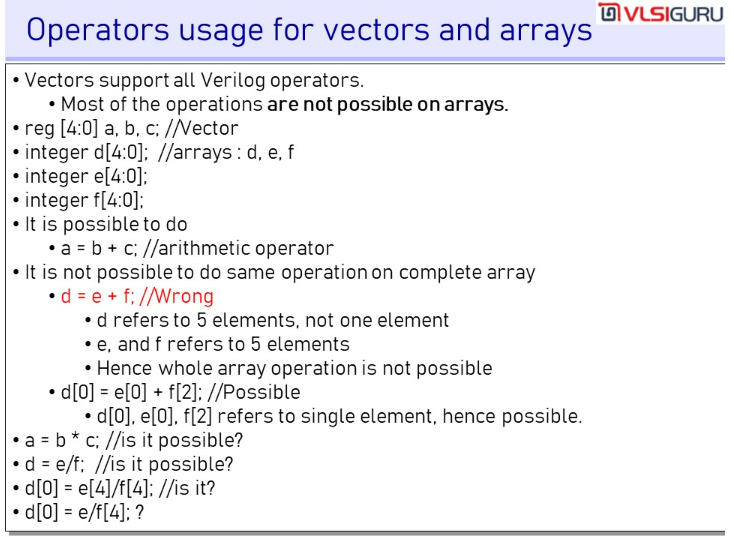 Operators usage for vectors and arrays
VLSIGURU
• Vectors support all Verilog operators.
• Most of the operations are not possible on arrays.
• reg [4:0] a, b, c; //Vector
• integer d[4:0]; //arrays : d, e, f
• integer e[4:0];
• integer f[4:0];
• It is possible to do
• a = b + c; //arithmetic operator
• It is not possible to do same operation on complete array
• d = e + f; //Wrong
• d refers to 5 elements, not one element
• e, and f refers to 5 elements
• Hence whole array operation is not possible
• d[0] = e[0] + f[2]; //Possible
• d[0], e[0], f[2] refers to single element, hence possible.
• a = b * c; //is it possible?
• d = e/f; //is it possible?
• d[0] = e[4]/f[4]; //is it?
• d[0] = e/f[4]; ?